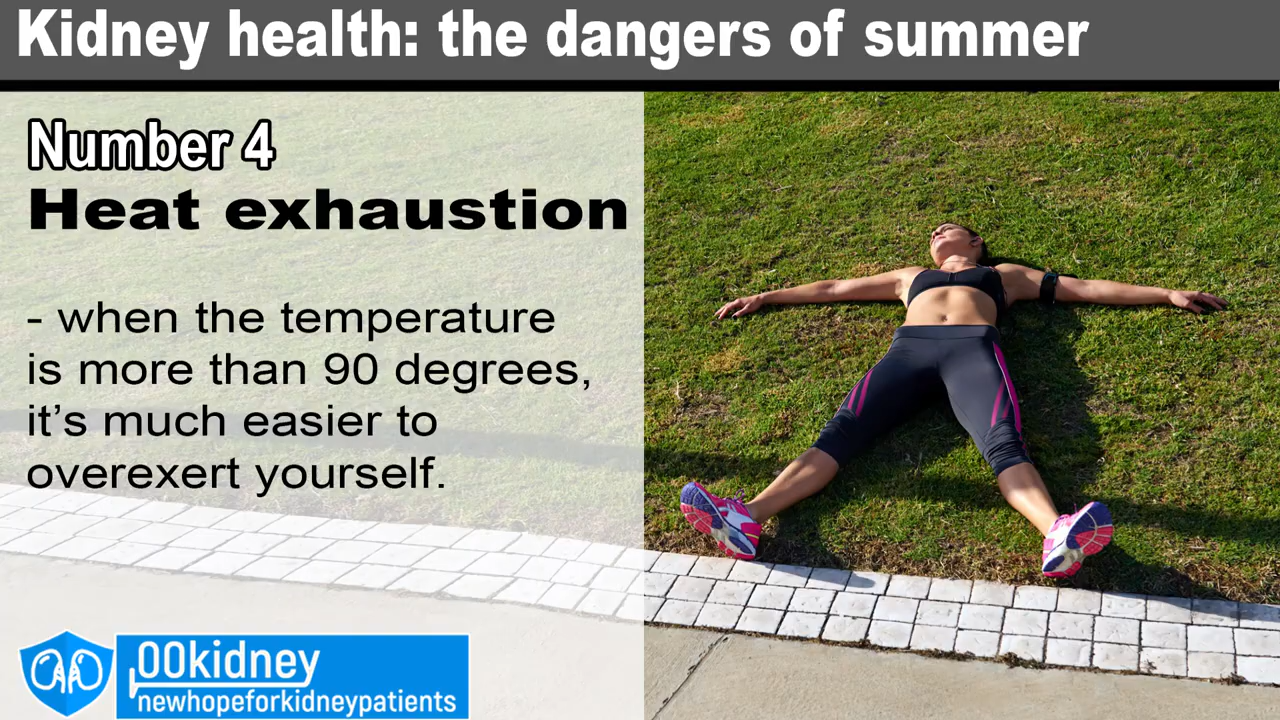 Kidney health: the dangers of summer
Number 4
Heat exhaustion
- when the temperature
is more than 90 degrees,
it's much easier to
overexert yourself.
00kidney
newhopeforkidneypatients